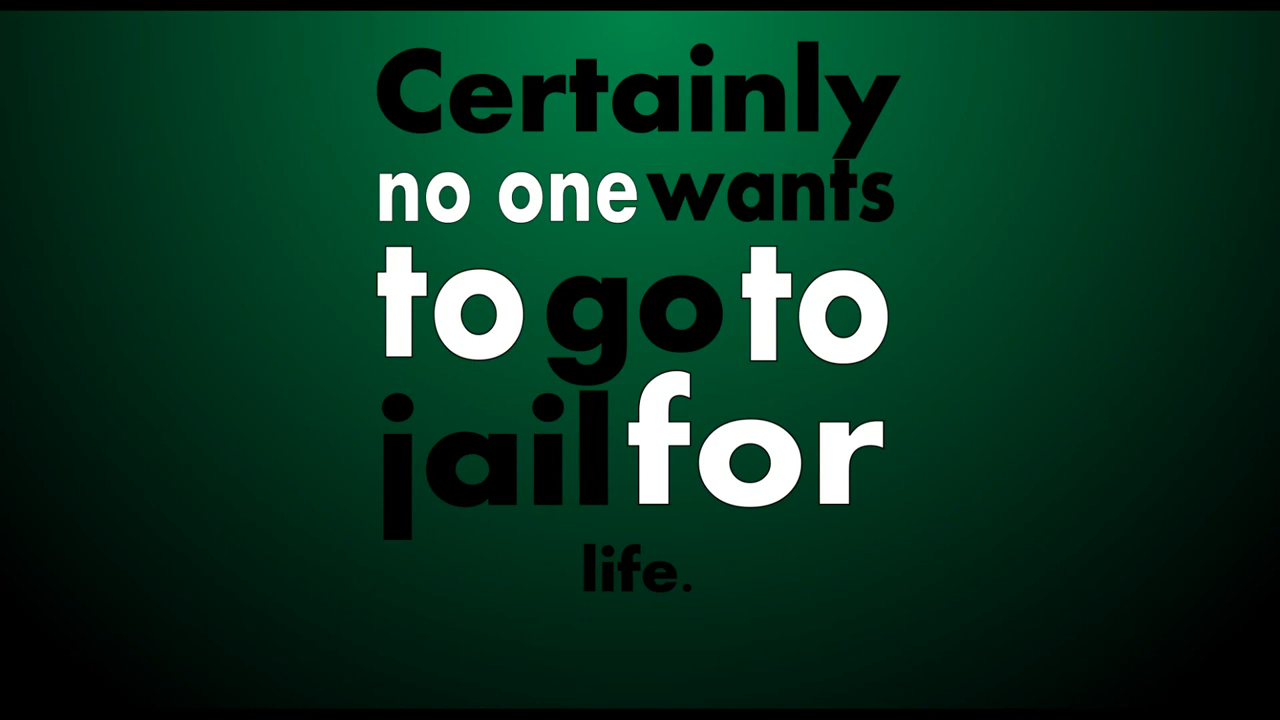 Certainly
no one wants
to go to
jail for
life.